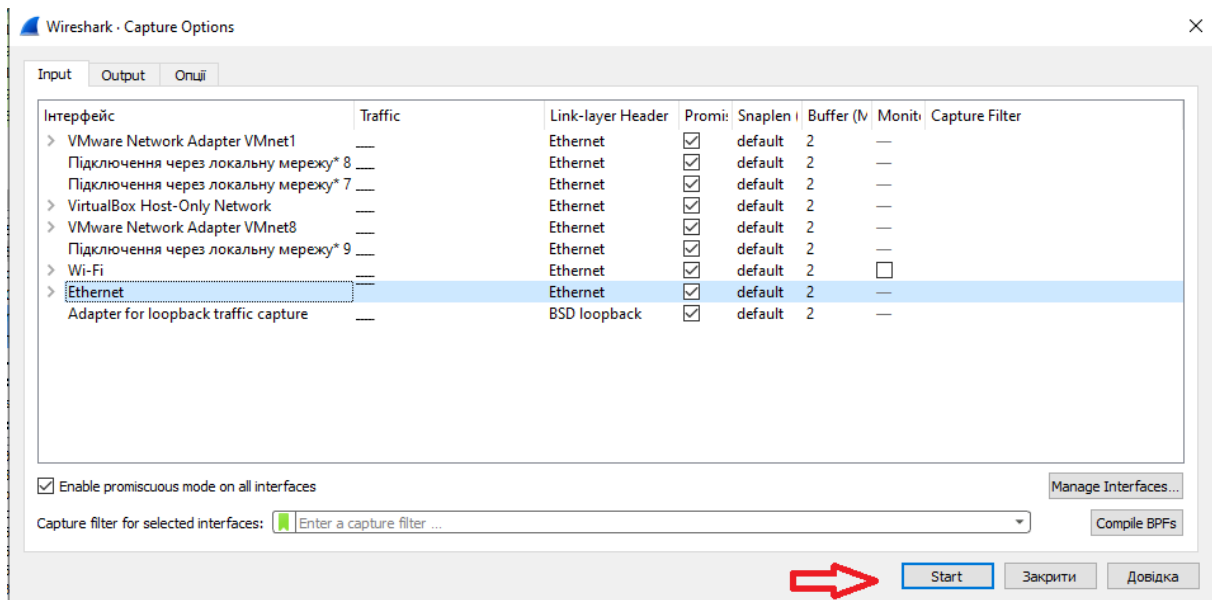 Wireshark · Capture Options
Input Output Опції
Інтерфейс Traffic Link-layer Header Promi: Snaplen ( Buffer (M Monit( Capture Filter
VMware Network Adapter VMnet1 Ethernet default 2 —
Підключення через локальну мережу* 8 Ethernet default 2 —
Підключення через локальну мережу* 7 Ethernet default 2 —
VirtualBox Host-Only Network Ethernet default 2 —
VMware Network Adapter VMnet8 Ethernet default 2 —
Підключення через локальну мережу* 9 Ethernet default 2 —
Wi-Fi Ethernet default 2
Ethernet Ethernet default 2 —
Adapter for loopback traffic capture BSD loopback default 2 —
Enable promiscuous mode on all interfaces Manage Interfaces...
Capture filter for selected interfaces: Enter a capture filter ... Compile BPFs
Start Закрити Довідка